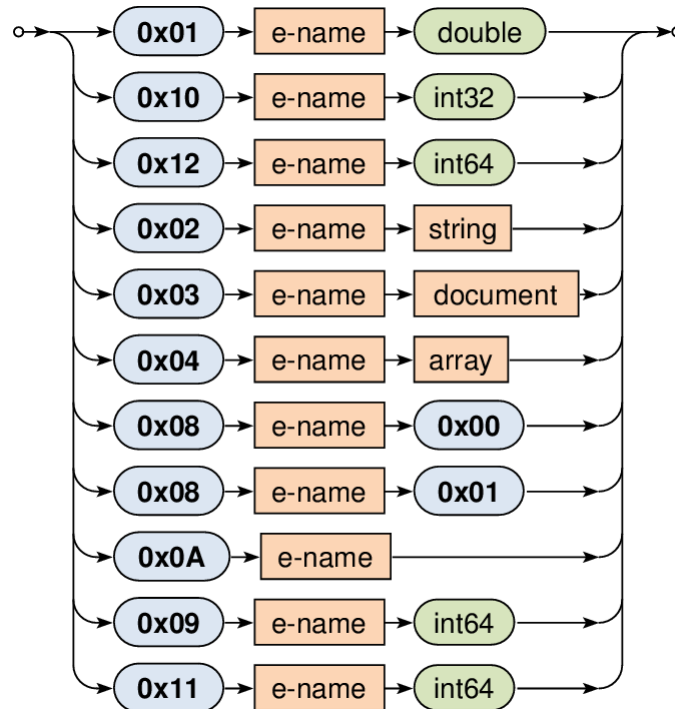 0x01 e-name double
0x10 e-name int32
0x12 e-name int64
0x02 e-name string
0x03 e-name document
0x04 e-name array
0x08 e-name 0x00
0x08 e-name 0x01
0x0A e-name
0x09 e-name int64
0x11 e-name int64